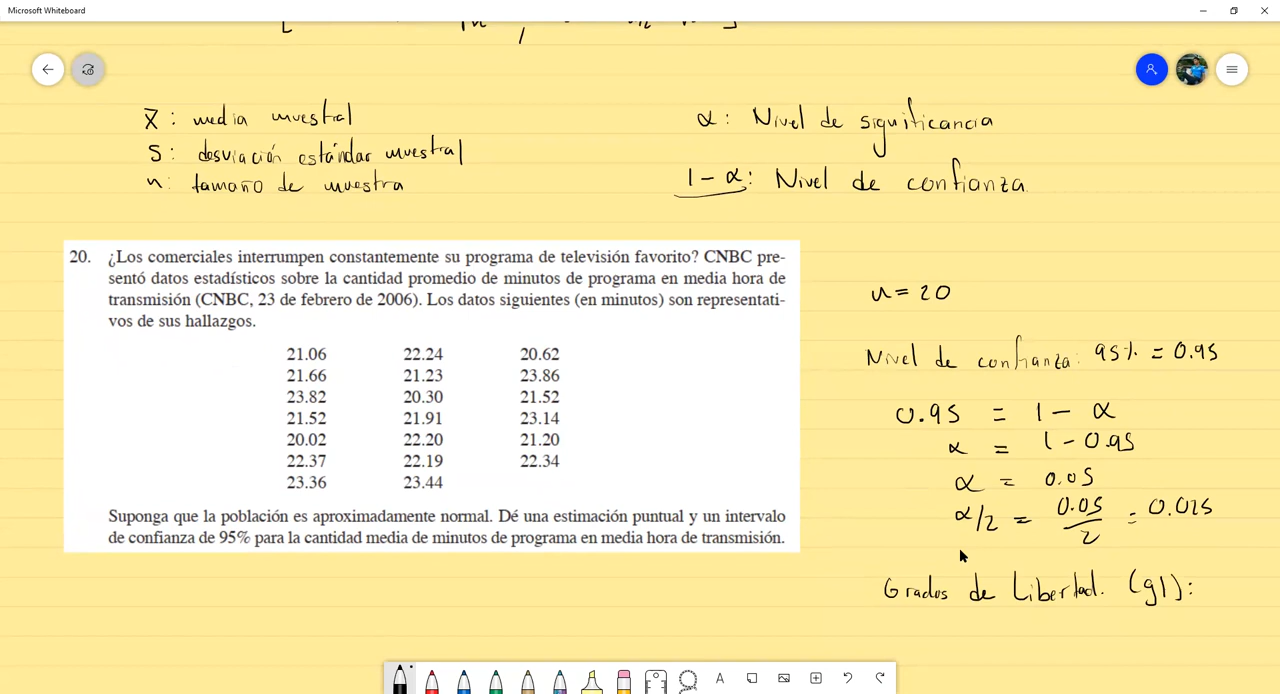 Microsoft Whiteboard
x̄ : media muestral
S : desviación estándar muestral
n: tamaño de muestra
α: Nivel de significancia
1 - α: Nivel de confianza
20. ¿Los comerciales interrumpen constantemente su programa de televisión favorito? CNBC pre-
sentó datos estadísticos sobre la cantidad promedio de minutos de programa en media hora de
transmisión (CNBC, 23 de febrero de 2006). Los datos siguientes (en minutos) son representati-
vos de sus hallazgos.
21.06 22.24 20.62
21.66 21.23 23.86
23.82 20.30 21.52
21.52 21.91 23.14
20.02 22.20 21.20
22.37 22.19 22.34
23.36 23.44
Suponga que la población es aproximadamente normal. Dé una estimación puntual y un intervalo
de confianza de 95% para la cantidad media de minutos de programa en media hora de transmisión.
n = 20
Nivel de confianza: 95% = 0.95
0.95 = 1 - α
α = 1 - 0.95
α = 0.05
α/2 = 0.05/2 = 0.025
Grados de Libertad. (gl):